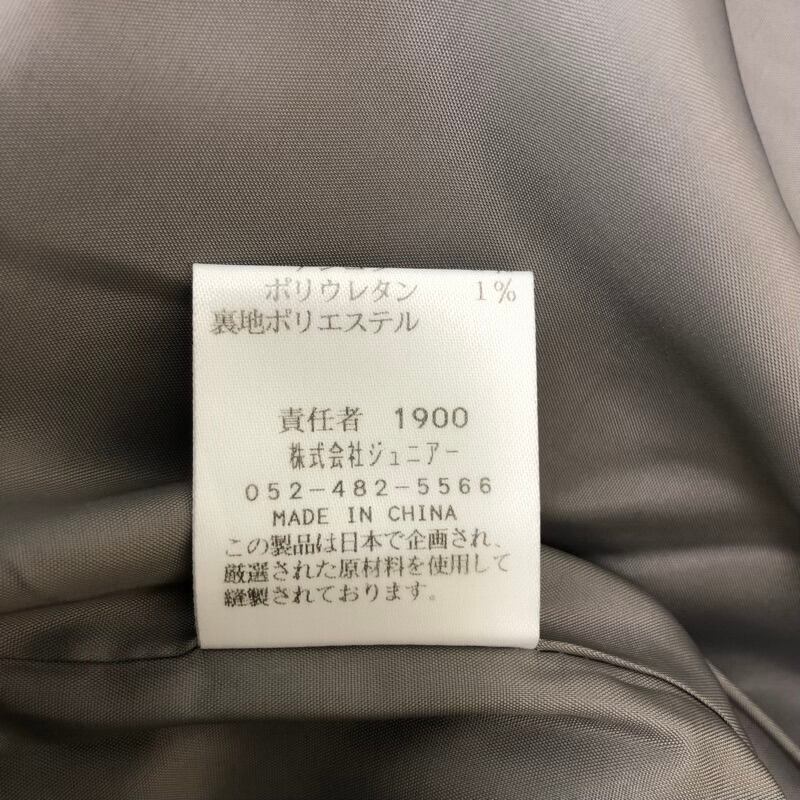 ポリウレタン 1%
裏地ポリエステル
責任者 1900
株式会社ジュニアー
052-482-5566
MADE IN CHINA
この製品は日本で企画され、
厳選された原材料を使用して
縫製されております。